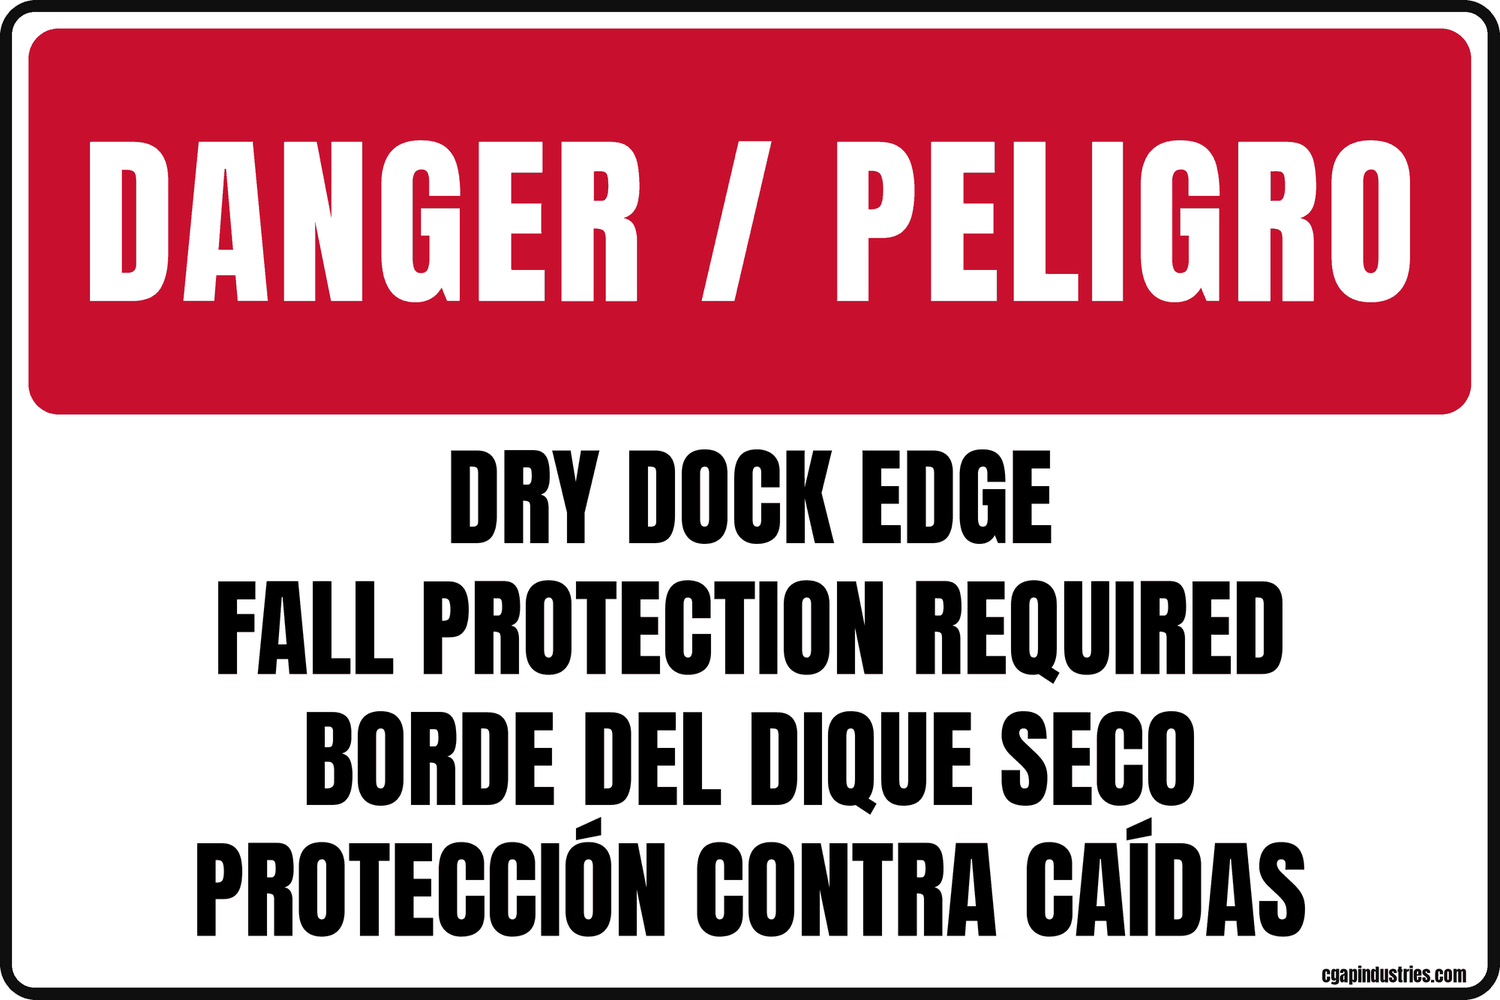 DANGER / PELIGRO
DRY DOCK EDGE
FALL PROTECTION REQUIRED
BORDE DEL DIQUE SECO
PROTECCIÓN CONTRA CAÍDAS
cgapindustries.com